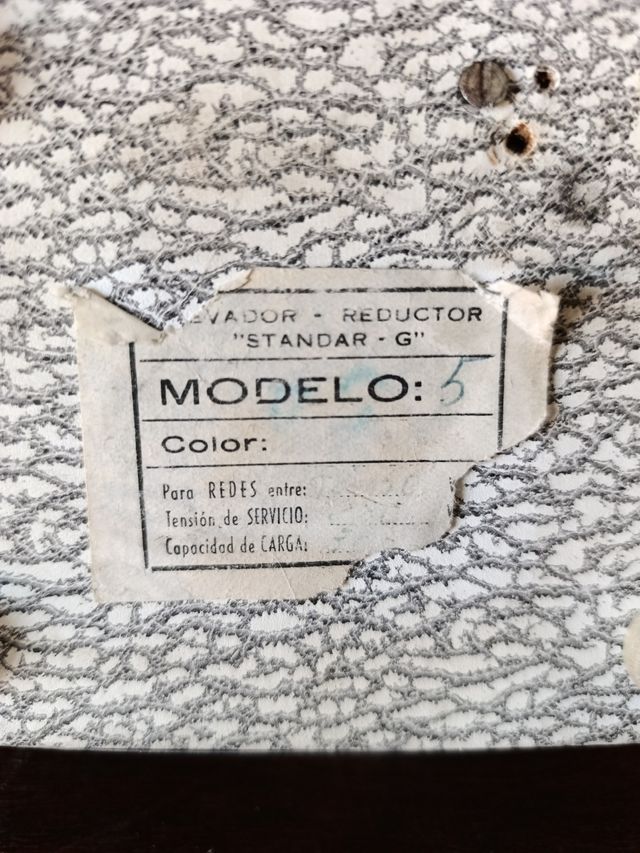 EVADOR - REDUCTOR
"STANDAR - G"
MODELO: 5
Color:
Para REDES entre:
Tensión de SERVICIO:
Capacidad de CARGA: